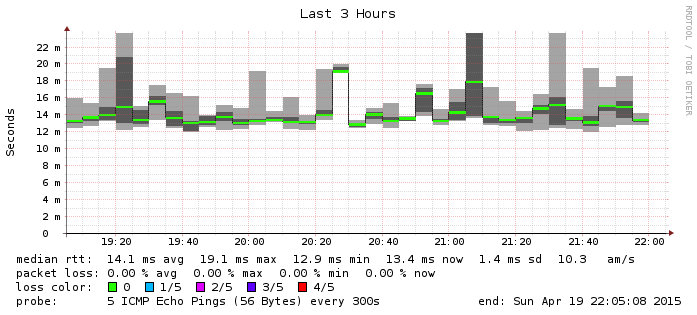 Last 3 Hours
RRDTOOL / TOBI OETIKER
Seconds
22 m
20 m
18 m
16 m
14 m
12 m
10 m
8 m
6 m
4 m
2 m
0
19:20 19:40 20:00 20:20 20:40 21:00 21:20 21:40 22:00
median rtt: 14.1 ms avg 19.1 ms max 12.9 ms min 13.4 ms now 1.4 ms sd 10.3 am/s
packet loss: 0.00 % avg 0.00 % max 0.00 % min 0.00 % now
loss color: 0 1/5 2/5 3/5 4/5
probe: 5 ICMP Echo Pings (56 Bytes) every 300s end: Sun Apr 19 22:05:08 2015